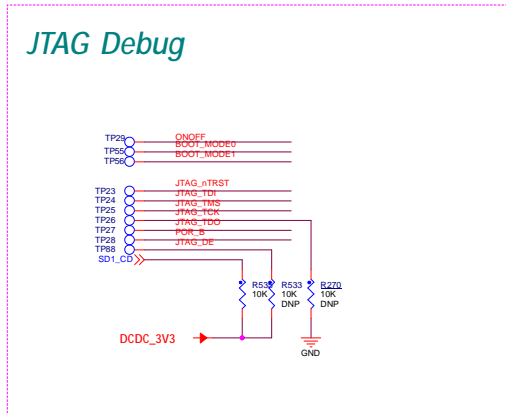 JTAG Debug
TP29 ONOFF
TP55 BOOT_MODE0
TP56 BOOT_MODE1
TP23 JTAG_nTRST
TP24 JTAG_TDI
TP25 JTAG_TMS
TP26 JTAG_TCK
TP27 JTAG_TDO
TP28 POR_B
TP88 JTAG_DE
SD1_CD
R533 R270
10K 10K 10K
DNP DNP
DCDC_3V3
GND